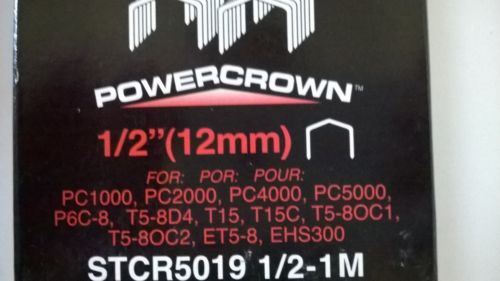 POWERCROWN™
1/2”(12mm)
FOR: POR: POUR:
PC1000, PC2000, PC4000, PC5000,
P6C-8, T5-8D4, T15, T15C, T5-8OC1,
T5-8OC2, ET5-8, EHS300
STCR5019 1/2-1M